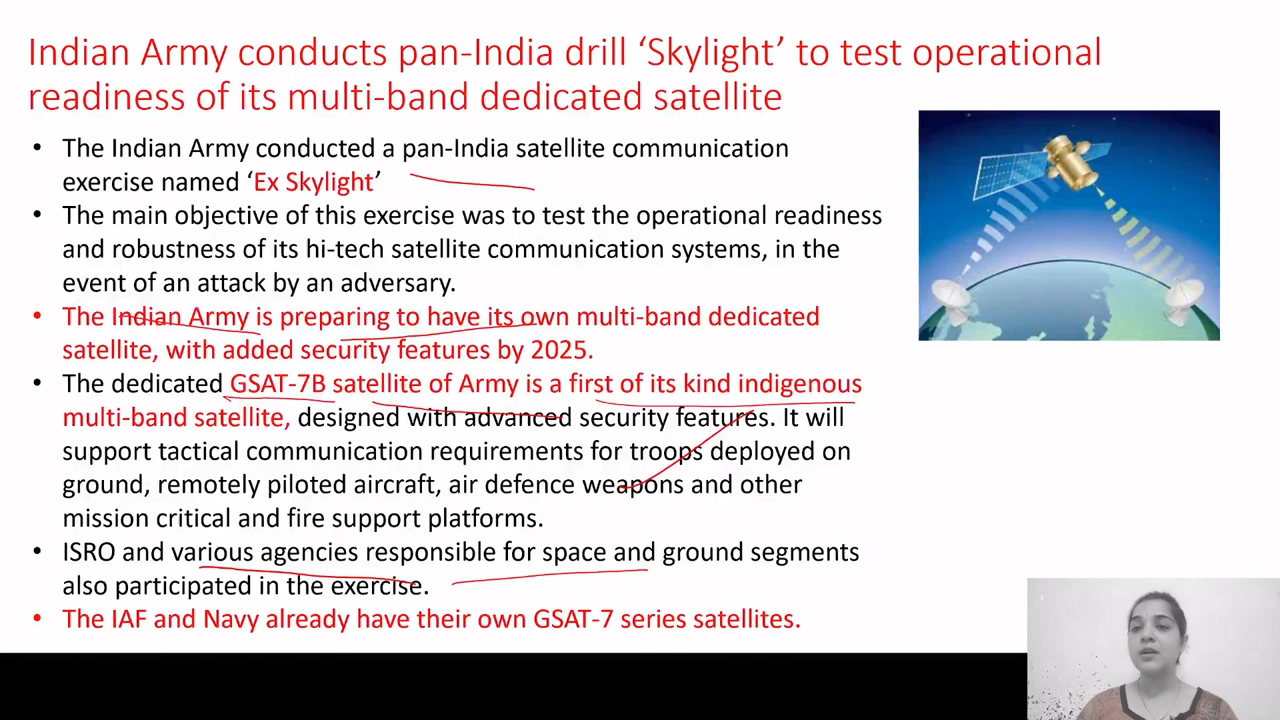 Indian Army conducts pan-India drill ‘Skylight’ to test operational
readiness of its multi-band dedicated satellite
• The Indian Army conducted a pan-India satellite communication
exercise named ‘Ex Skylight’
• The main objective of this exercise was to test the operational readiness
and robustness of its hi-tech satellite communication systems, in the
event of an attack by an adversary.
• The Indian Army is preparing to have its own multi-band dedicated
satellite, with added security features by 2025.
• The dedicated GSAT-7B satellite of Army is a first of its kind indigenous
multi-band satellite, designed with advanced security features. It will
support tactical communication requirements for troops deployed on
ground, remotely piloted aircraft, air defence weapons and other
mission critical and fire support platforms.
• ISRO and various agencies responsible for space and ground segments
also participated in the exercise.
• The IAF and Navy already have their own GSAT-7 series satellites.